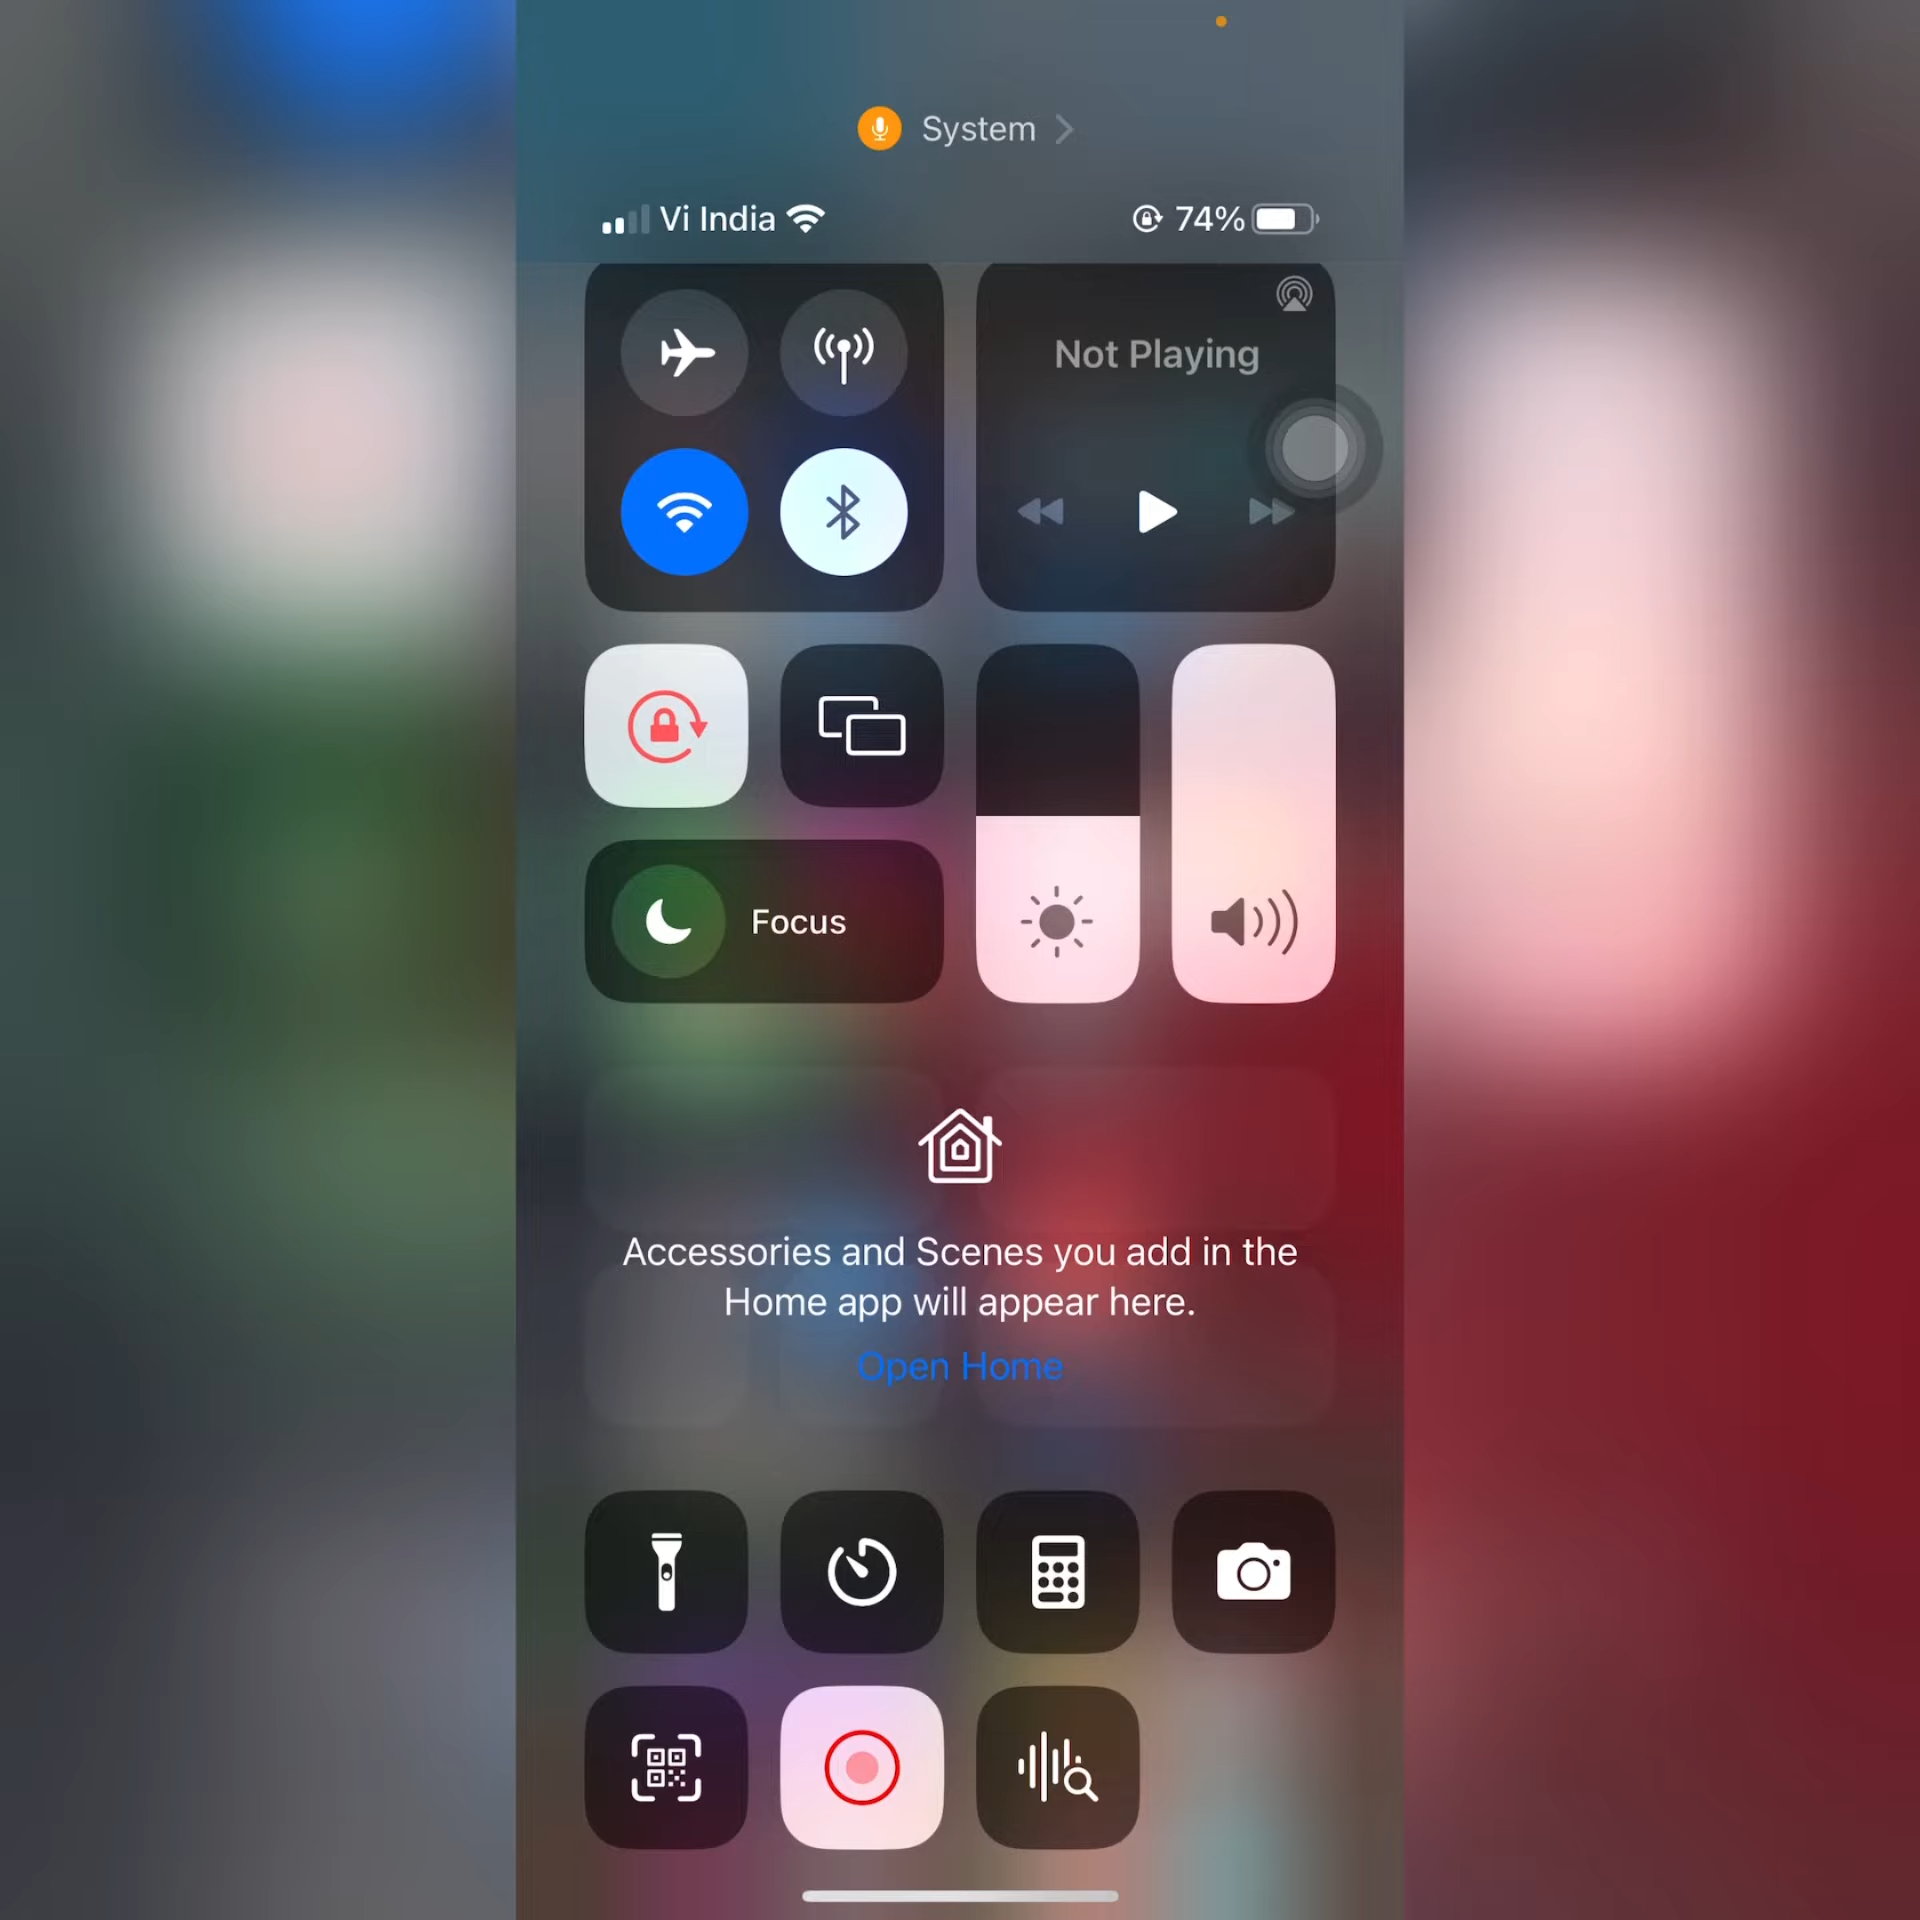 System
Vi India
74%
Not Playing
Focus
Accessories and Scenes you add in the
Home app will appear here.
Open Home